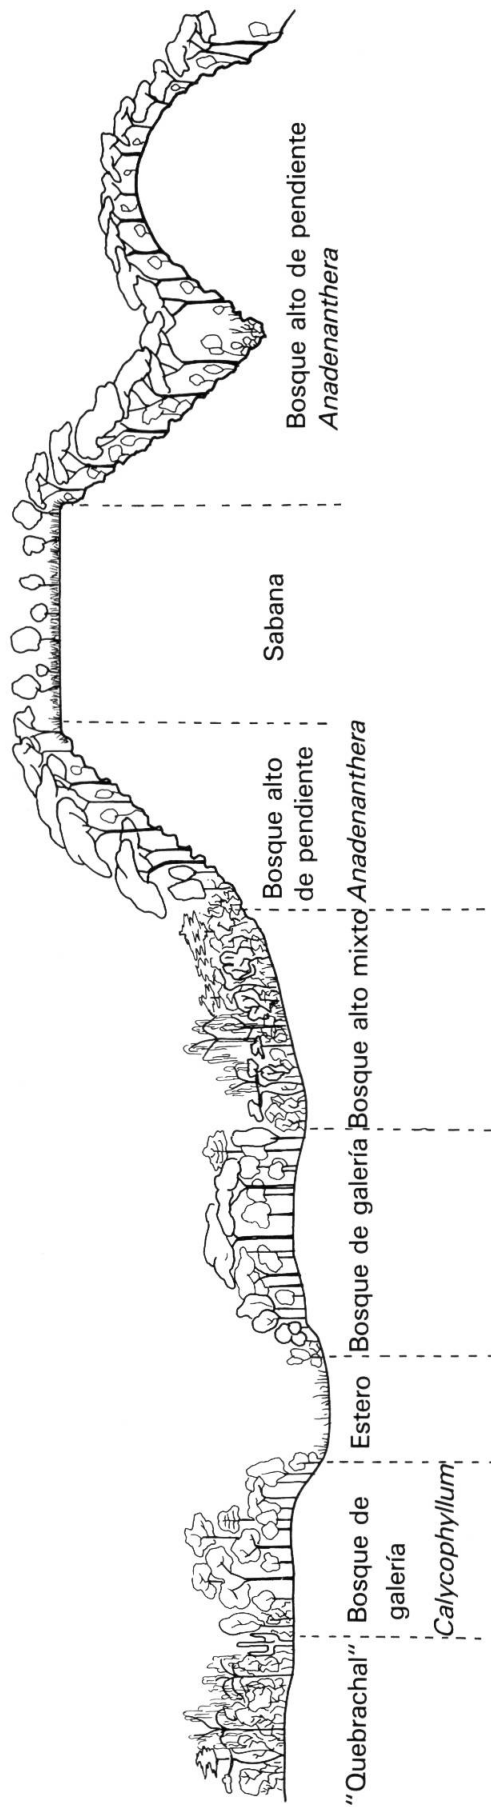 "Quebrachal"
Bosque de
galería
Calycophyllum
Estero
Bosque de galería
Bosque alto mixto
Bosque alto
de pendiente
Anadenanthera
Sabana
Bosque alto de pendiente
Anadenanthera